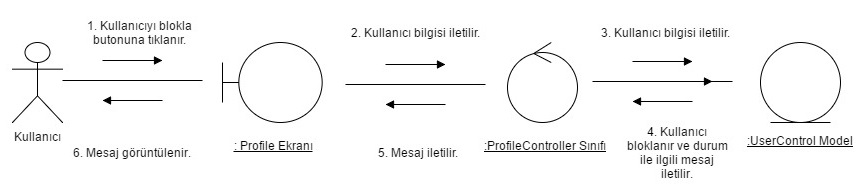 1. Kullanıcıyı blokla
butonuna tıklanır.
2. Kullanıcı bilgisi iletilir.
3. Kullanıcı bilgisi iletilir.
Kullanıcı
6. Mesaj görüntülenir.
: Profile Ekranı
5. Mesaj iletilir.
:ProfileController Sınıfı
4. Kullanıcı
bloklanır ve durum
ile ilgili mesaj
iletilir.
:UserControl Model